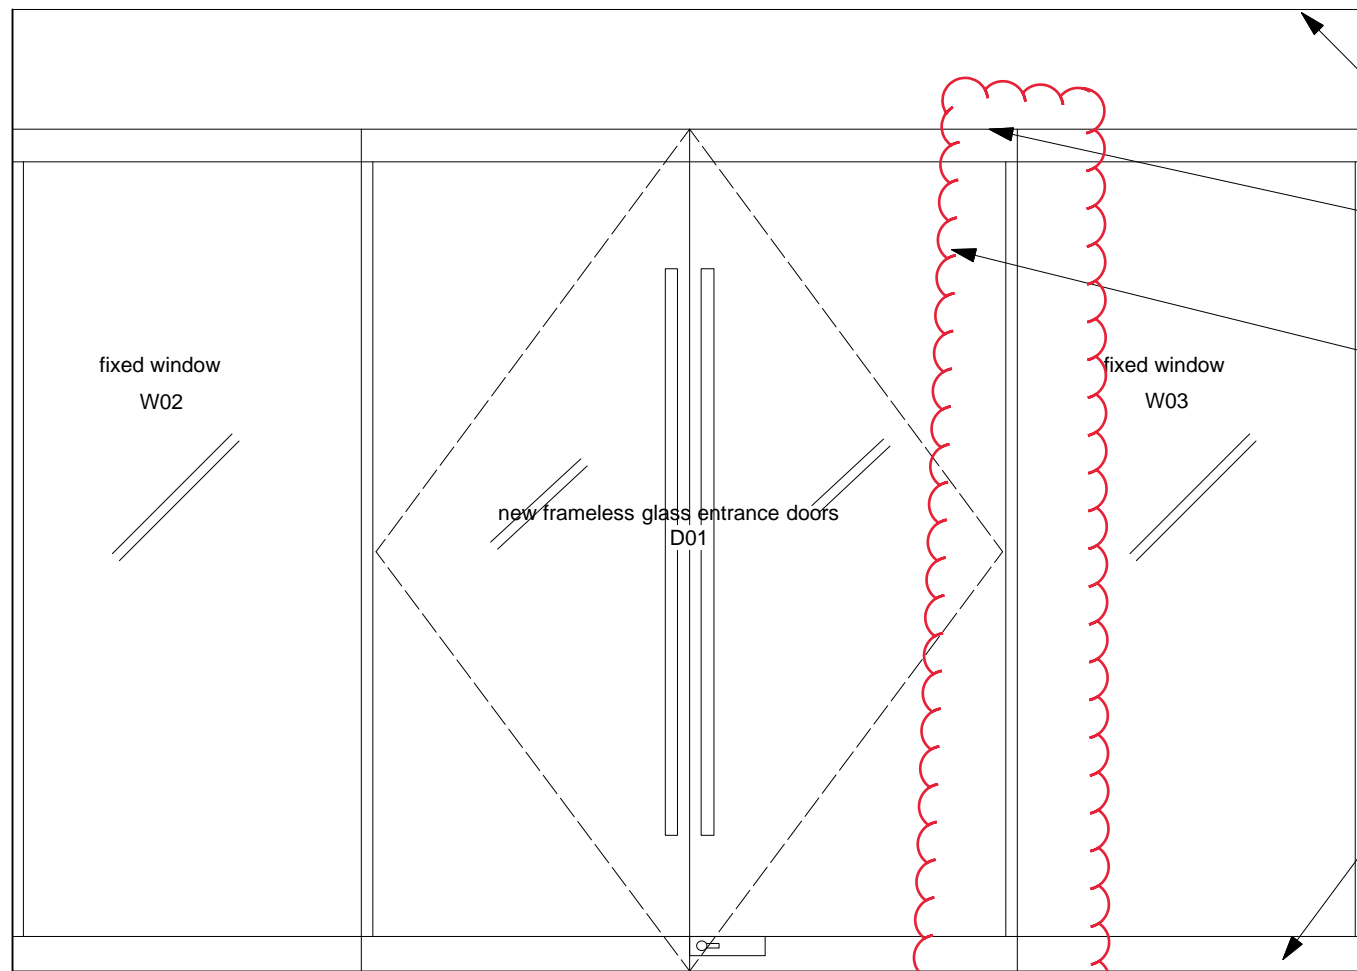 fixed window
W02
fixed window
W03
new frameless glass entrance doors
D01